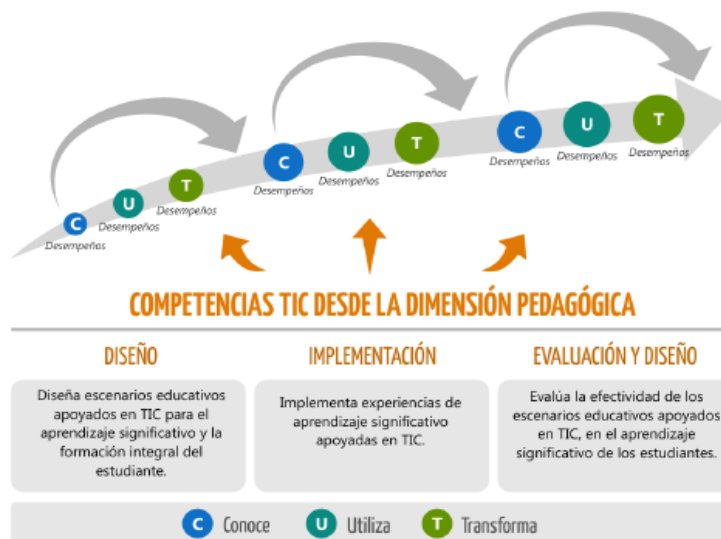 C
U
T
Desempeños
Desempeños
Desempeños
C
U
T
Desempeños
Desempeños
Desempeños
C
U
T
Desempeños
Desempeños
Desempeños
COMPETENCIAS TIC DESDE LA DIMENSIÓN PEDAGÓGICA
DISEÑO
Diseña escenarios educativos
apoyados en TIC para el
aprendizaje significativo y la
formación integral del
estudiante.
IMPLEMENTACIÓN
Implementa experiencias de
aprendizaje significativo
apoyadas en TIC.
EVALUACIÓN Y DISEÑO
Evalúa la efectividad de los
escenarios educativos apoyados
en TIC, en el aprendizaje
significativo de los estudiantes.
C Conoce U Utiliza T Transforma